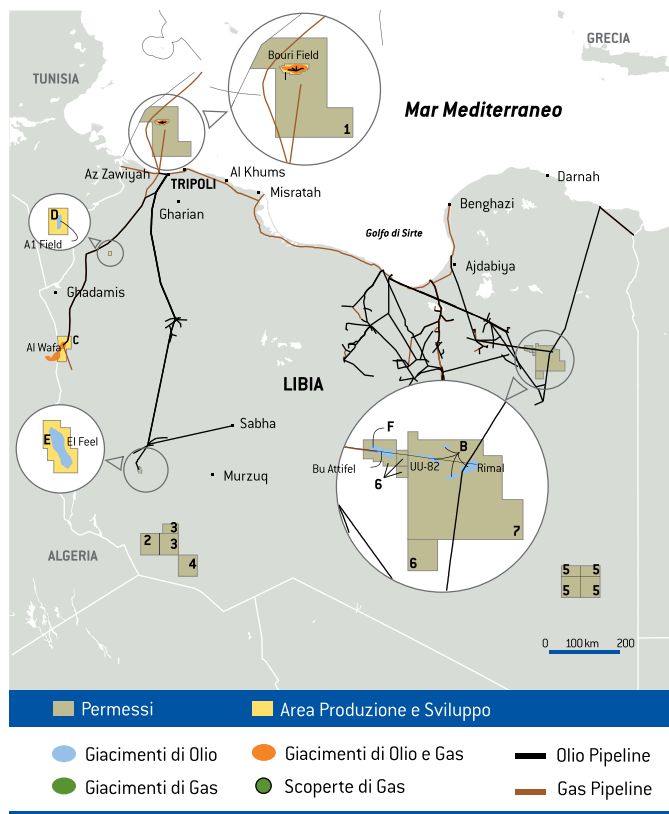 GRECIA
TUNISIA
Bouri Field
I
1
Mar Mediterraneo
Az Zawiyah
TRIPOLI
Al Khums
Misratah
Darnah
Gharian
Benghazi
D
A1 Field
Golfo di Sirte
Ajdabiya
Ghadamis
Al Wafa
C
LIBIA
Sabha
E
El Feel
F
B
Bu Attifel
UU-82
Rimal
6
Murzuq
7
6
2
3
3
4
ALGERIA
5
5
5
5
0 100 km 200
Permessi
Area Produzione e Sviluppo
Giacimenti di Olio
Giacimenti di Olio e Gas
Olio Pipeline
Giacimenti di Gas
Scoperte di Gas
Gas Pipeline